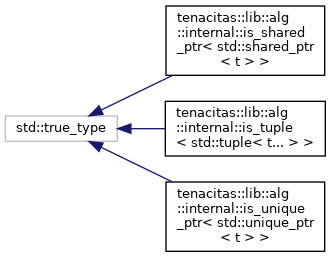 tenacitas::lib::alg
::internal::is_shared
_ptr< std::shared_ptr
< t > >
std::true_type
tenacitas::lib::alg
::internal::is_tuple
< std::tuple< t... > >
tenacitas::lib::alg
::internal::is_unique
_ptr< std::unique_ptr
< t > >